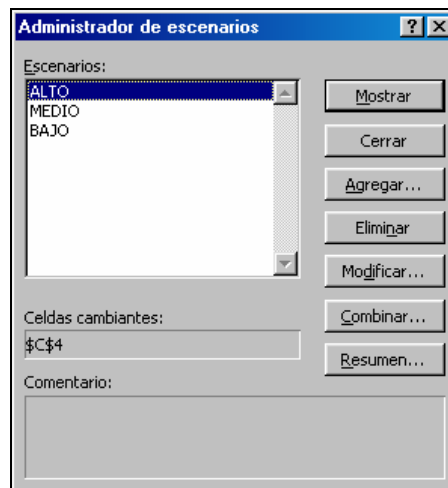 Administrador de escenarios
Escenarios:
ALTO
MEDIO
BAJO
Mostrar
Cerrar
Agregar...
Eliminar
Modificar...
Combinar...
Resumen...
Celdas cambiantes:
$C$4
Comentario: